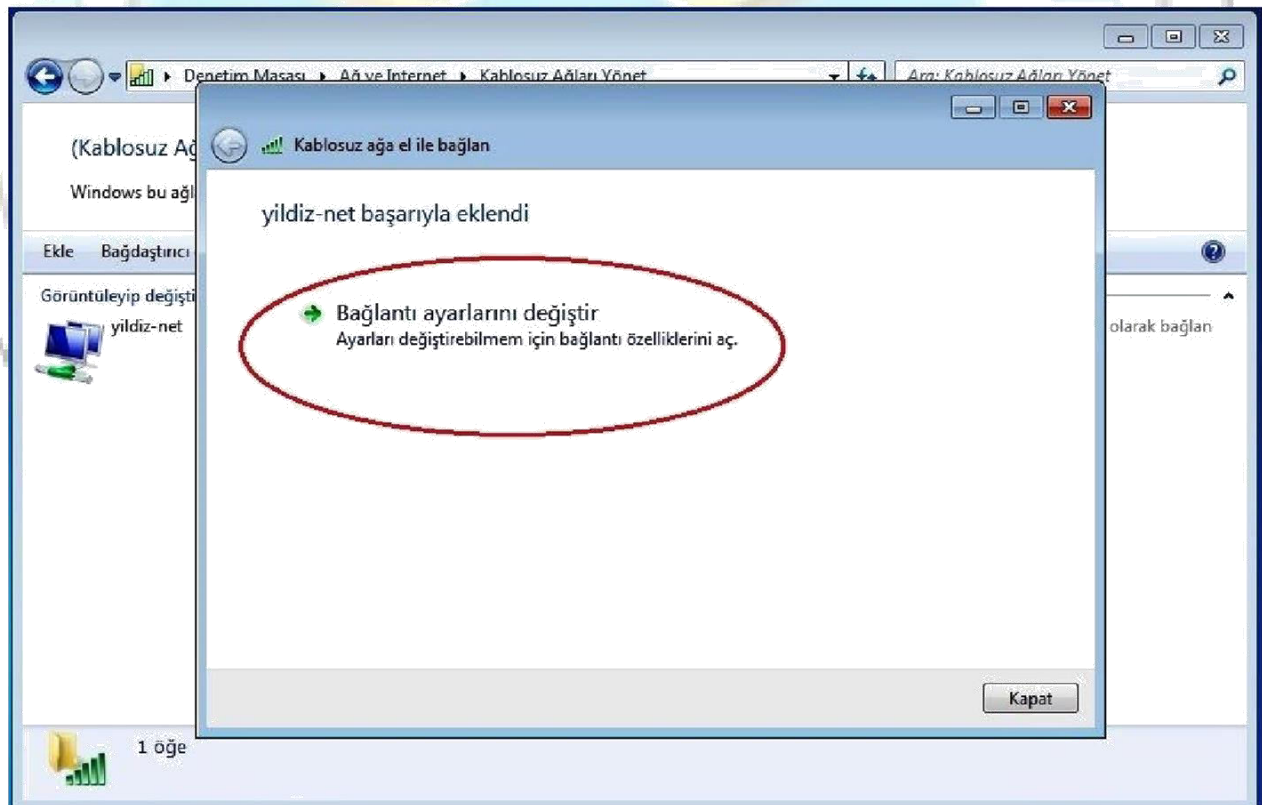 Denetim Masası ▸ Ağ ve Internet ▸ Kablosuz Ağları Yönet
Ara: Kablosuz Ağları Yönet
Kablosuz ağa el ile bağlan
(Kablosuz Ağ
Windows bu ağl
yildiz-net başarıyla eklendi
Ekle Bağdaştırıcı
Görüntüleyip değişti
Bağlantı ayarlarını değiştir
yildiz-net
olarak bağlan
Ayarları değiştirebilmem için bağlantı özelliklerini aç.
Kapat
1 öğe